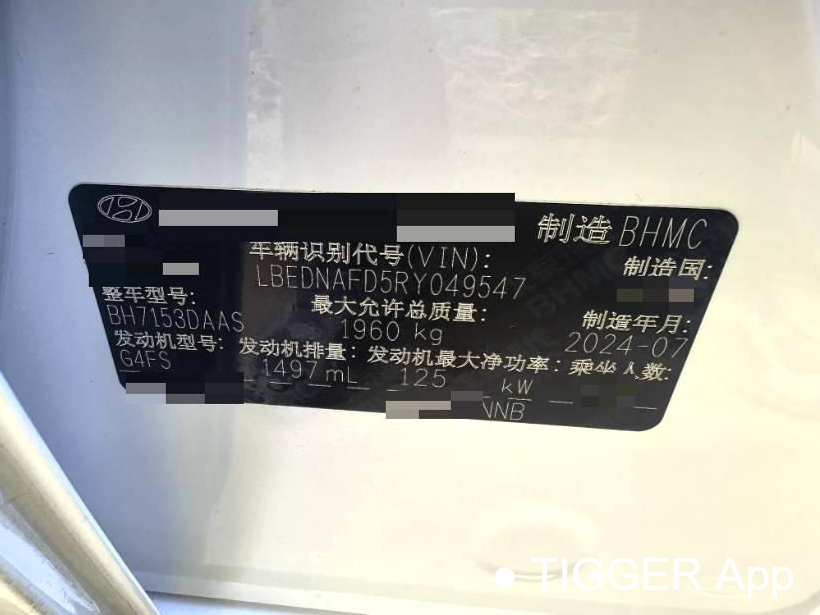 制造 BHMC
车辆识别代号(VIN):
LBEDNAFD5RY049547
制造国:
整车型号:
BH7153DAAS
最大允许总质量:
1960 kg
制造年月:
2024-07
发动机型号:
G4FS
发动机排量:
1497 mL
发动机最大净功率:
125 kW
乘坐人数:
NNB
TIGGER App